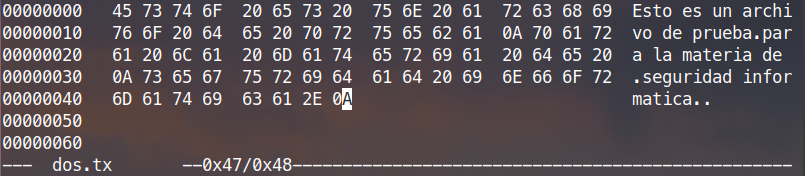 00000000   45 73 74 6F  20 65 73 20  75 6E 20 61  72 63 68 69  Esto es un archi
00000010   76 6F 20 64  65 20 70 72  75 65 62 61  0A 70 61 72  vo de prueba.par
00000020   61 20 6C 61  20 6D 61 74  65 72 69 61  20 64 65 20  a la materia de
00000030   0A 73 65 67  75 72 69 64  61 64 20 69  6E 66 6F 72  .seguridad infor
00000040   6D 61 74 69  63 61 2E 0A  matica..
00000050
00000060
---  dos.tx       --0x47/0x48--------------------------------------------------